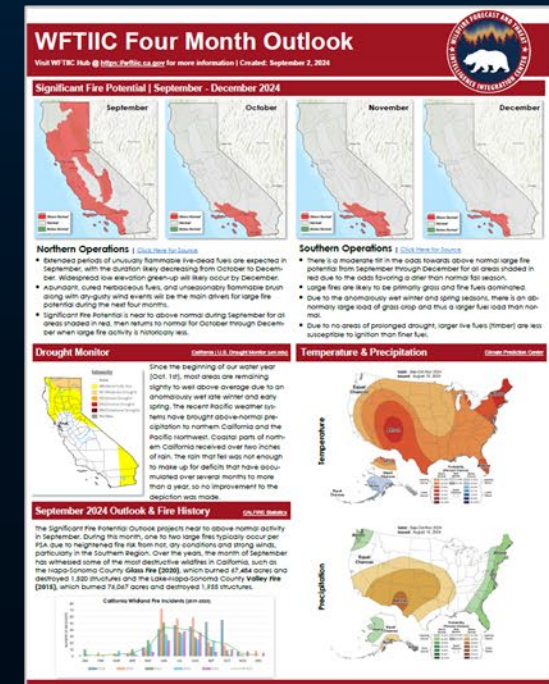 WFTIIC Four Month Outlook
Visit WFTIIC Hub @ https://wftiic.ca.gov for more information | Created: September 2, 2024
WILDFIRE FORECAST AND THREAT
INTELLIGENCE INTEGRATION CENTER
Significant Fire Potential | September - December 2024
September
October
November
December
Northern Operations | Click Here for Source
• Extended periods of unusually flammable live-dead fuels are expected in
September, with the duration likely decreasing from October to Decem-
ber. Widespread low elevation green-up will likely occur by December.
• Abundant, cured herbaceous fuels, and unseasonably flammable brush
along with dry-gusty wind events will be the main drivers for large fire
potential during the next four months.
• Significant Fire Potential is near to above normal during September for all
areas shaded in red, then returns to normal for October through Decem-
ber when large fire activity is historically less.
Southern Operations | Click Here for Source
• There is a moderate tilt in the odds towards above normal large fire
potential from September through December for all areas shaded in
red due to the odds favoring a drier than normal fall season.
• Large fires are likely to be primarily grass and fine fuels dominated.
• Due to the anomalously wet winter and spring seasons, there is an ab-
normally large load of grass crop and thus a larger fuel load than nor-
mal.
• Due to no areas of prolonged drought, larger live fuels (timber) are less
susceptible to ignition than finer fuel.
Drought Monitor
California | U.S. Drought Monitor (unl.edu)
Since the beginning of our water year
(Oct. 1st), most areas are remaining
slightly to well above average due to an
anomalously wet late winter and early
spring. The recent Pacific weather sys-
tems have brought above-normal pre-
cipitation to northern California and the
Pacific Northwest. Coastal parts of north-
ern California received over two inches
of rain. The rain that fell was not enough
to make up for deficits that have accu-
mulated over several months to more
than a year, so no improvement to the
depiction was made.
Temperature & Precipitation
Climate Prediction Center
Temperature
Precipitation
September 2024 Outlook & Fire History
CALFIRE Statistics
The Significant Fire Potential Outlook projects near to above normal activity
in September. During this month, one to two large fires typically occur per
PSA due to heightened fire risk from hot, dry conditions and strong winds,
particularly in the Southern Region. Over the years, the month of September
has witnessed some of the most destructive wildfires in California, such as
the Napa-Sonoma County Glass Fire (2020), which burned 67,484 acres and
destroyed 1,520 structures and the Lake-Napa-Sonoma County Valley Fire
(2015), which burned 76,067 acres and destroyed 1,955 structures.